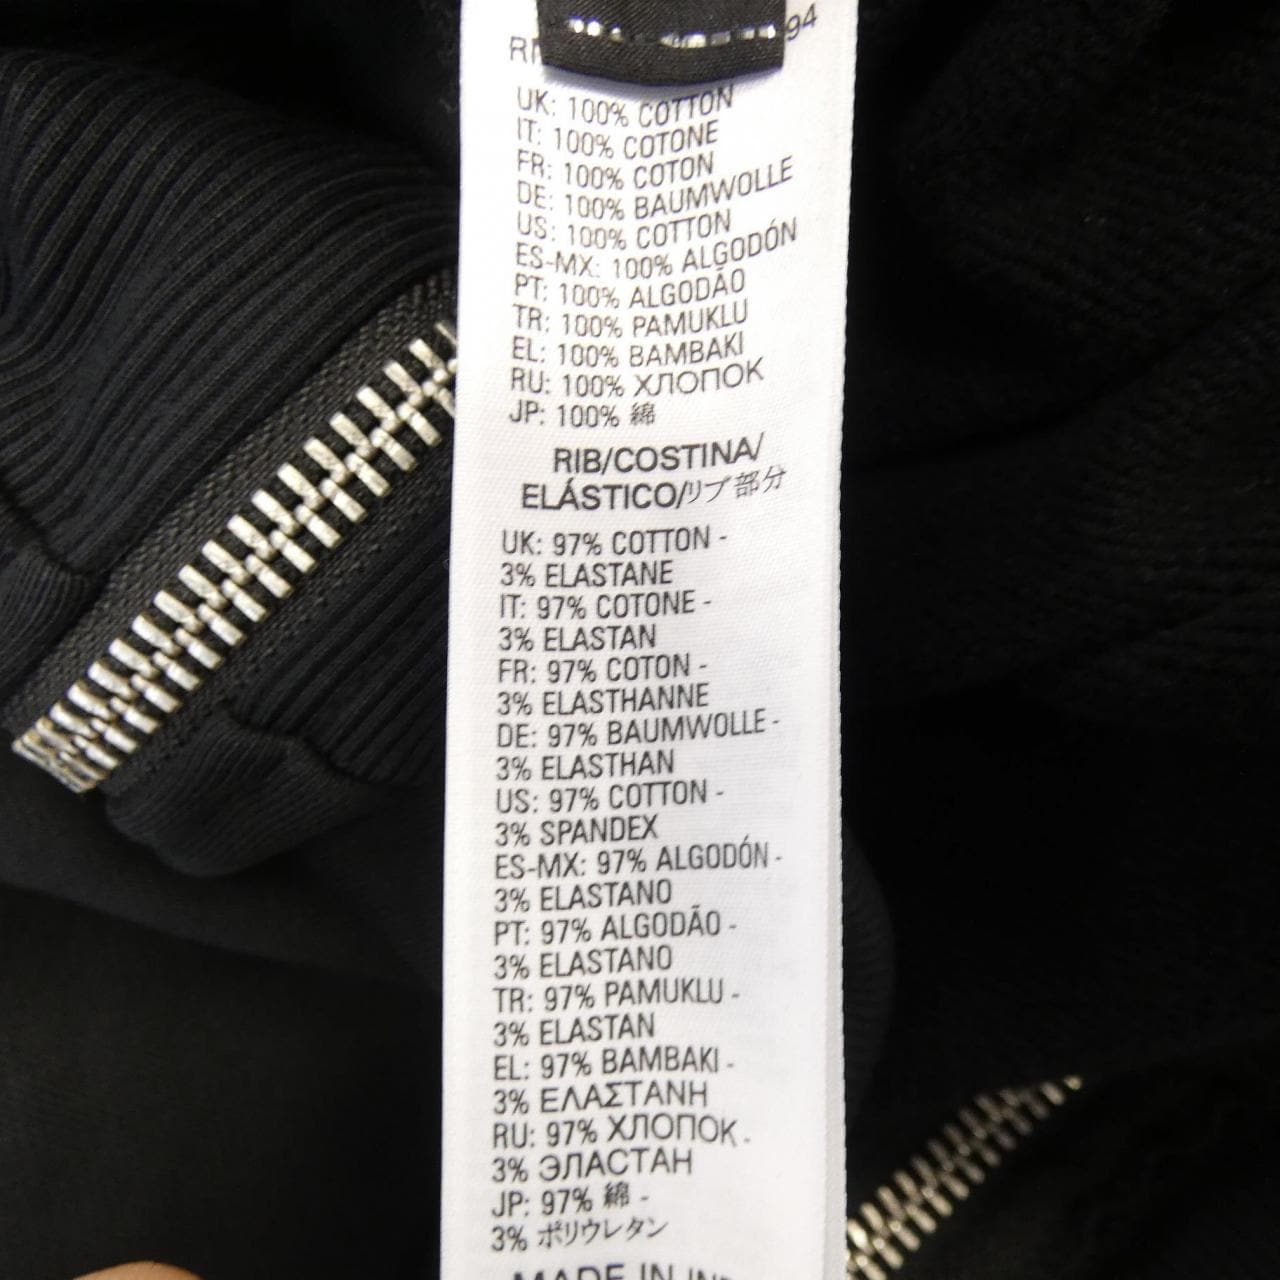 94
UK: 100% COTTON
IT: 100% COTONE
FR: 100% COTON
DE: 100% BAUMWOLLE
US: 100% COTTON
ES-MX: 100% ALGODÓN
PT: 100% ALGODÃO
TR: 100% PAMUKLU
EL: 100% BAMBAKI
RU: 100% ХЛОПОК
JP: 100% 綿
RIB/COSTINA/
ELÁSTICO/リブ部分
UK: 97% COTTON -
3% ELASTANE
IT: 97% COTONE -
3% ELASTAN
FR: 97% COTON -
3% ELASTHANNE
DE: 97% BAUMWOLLE -
3% ELASTHAN
US: 97% COTTON -
3% SPANDEX
ES-MX: 97% ALGODÓN -
3% ELASTANO
PT: 97% ALGODÃO -
3% ELASTANO
TR: 97% PAMUKLU -
3% ELASTAN
EL: 97% BAMBAKI -
3% ΕΛΑΣΤΑΝΗ
RU: 97% ХЛОПОК -
3% ЭЛАСТАН
JP: 97% 綿 -
3% ポリウレタン
MADE IN